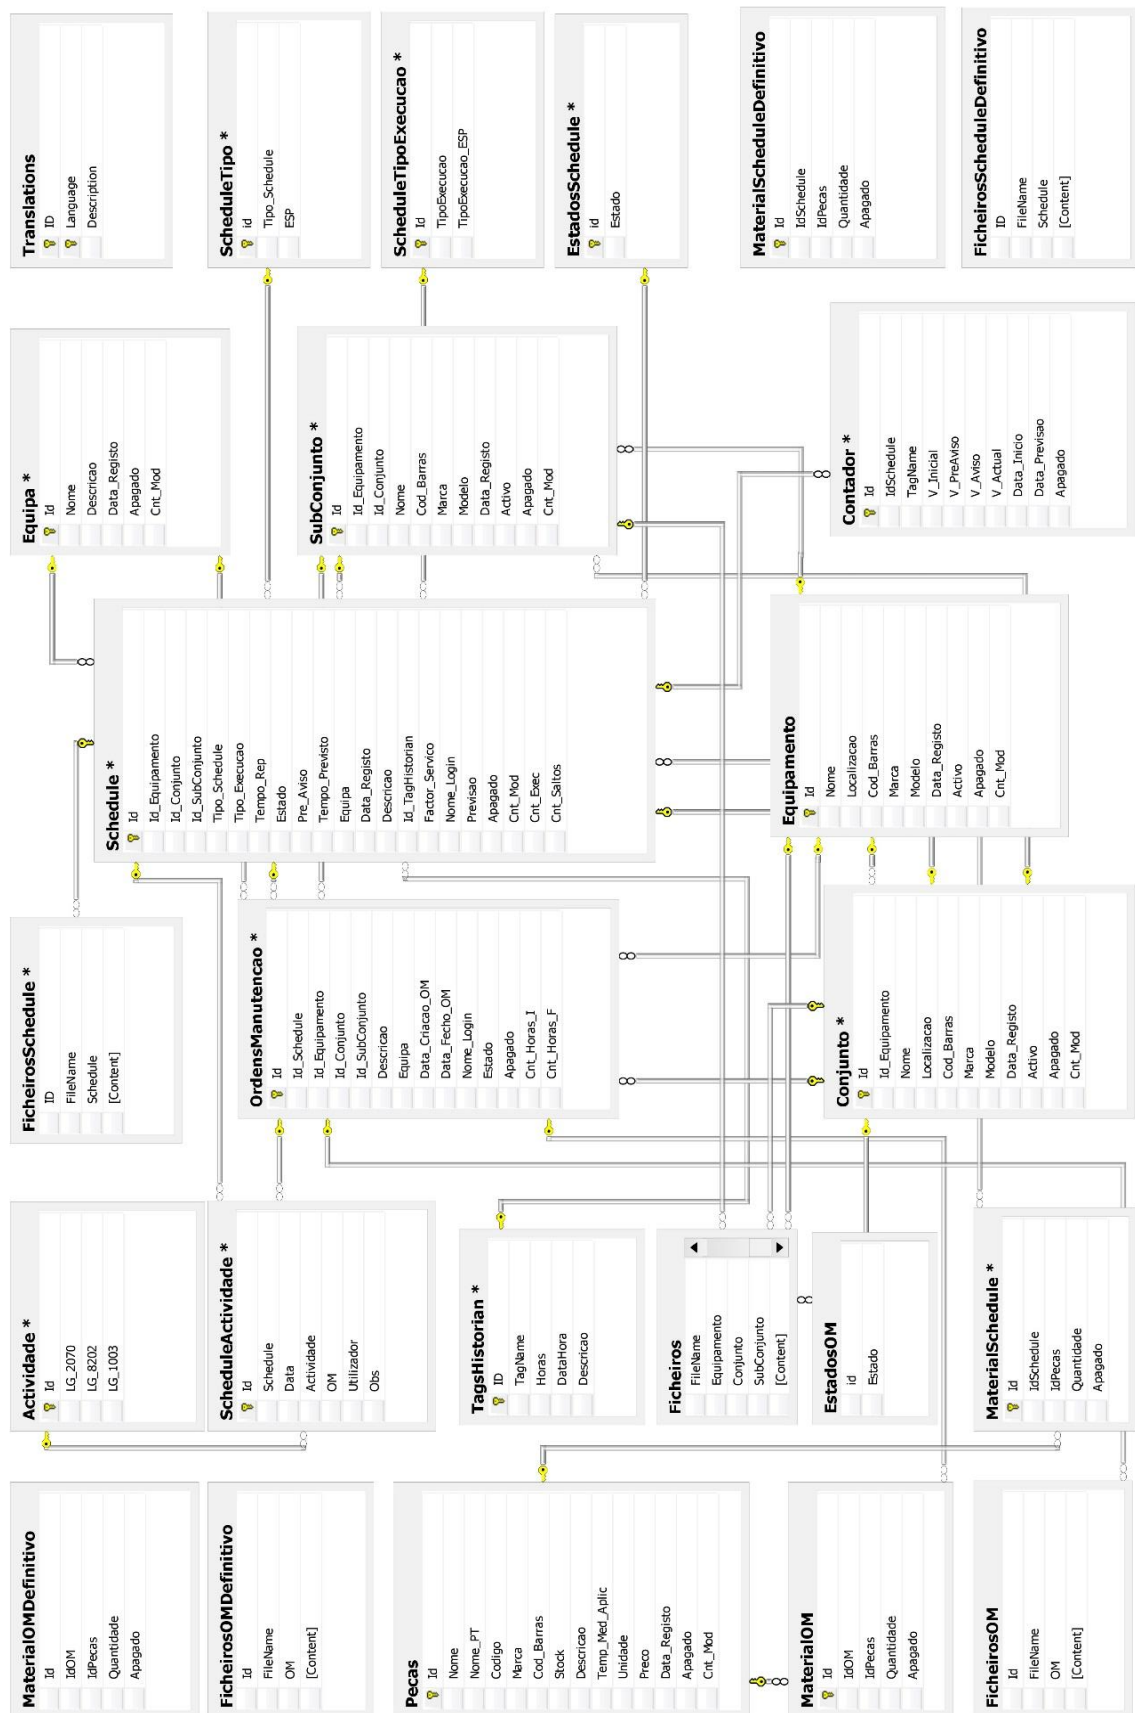 MaterialOMDefinitivo
Id
IdOM
IdPecas
Quantidade
Apagado
FicheirosOMDefinitivo
Id
FileName
OM
[Content]
Pecas
Id
Nome
Nome_PT
Codigo
Marca
Cod_Barras
Stock
Descricao
Temp_Med_Aplic
Unidade
Preco
Data_Registo
Apagado
Cnt_Mod
MaterialOM
Id
IdOM
IdPecas
Quantidade
Apagado
FicheirosOM
Id
FileName
OM
[Content]
Actividade *
Id
LG_2070
LG_8202
LG_1003
ScheduleActividade *
Id
Schedule
Data
Actividade
OM
Utilizador
Obs
TagsHistorian *
ID
TagName
Horas
DataHora
Descricao
Ficheiros
FileName
Equipamento
Conjunto
SubConjunto
[Content]
EstadosOM
id
Estado
MaterialSchedule *
Id
IdSchedule
IdPecas
Quantidade
Apagado
FicheirosSchedule *
ID
FileName
Schedule
[Content]
OrdensManutencao *
Id
Id_Schedule
Id_Equipamento
Id_Conjunto
Id_SubConjunto
Descricao
Equipa
Data_Criacao_OM
Data_Fecho_OM
Nome_Login
Estado
Apagado
Cnt_Horas_I
Cnt_Horas_F
Conjunto *
Id
Id_Equipamento
Nome
Localizacao
Cod_Barras
Marca
Modelo
Data_Registo
Activo
Apagado
Cnt_Mod
Schedule *
Id
Id_Equipamento
Id_Conjunto
Id_SubConjunto
Tipo_Schedule
Tipo_Execucao
Tempo_Rep
Estado
Pre_Aviso
Tempo_Previsto
Equipa
Data_Registo
Descricao
Id_TagHistorian
Factor_Servico
Nome_Login
Previsao
Apagado
Cnt_Mod
Cnt_Exec
Cnt_Saltos
Equipamento
Id
Nome
Localizacao
Cod_Barras
Marca
Modelo
Data_Registo
Activo
Apagado
Cnt_Mod
Equipa *
Id
Nome
Descricao
Data_Registo
Apagado
Cnt_Mod
SubConjunto *
Id
Id_Equipamento
Id_Conjunto
Nome
Cod_Barras
Marca
Modelo
Data_Registo
Activo
Apagado
Cnt_Mod
Contador *
Id
IdSchedule
TagName
V_Inicial
V_PreAviso
V_Aviso
V_Actual
Data_Inicio
Data_Previsao
Apagado
Translations
ID
Language
Description
ScheduleTipo *
id
Tipo_Schedule
ESP
ScheduleTipoExecucao *
Id
TipoExecucao
TipoExecucao_ESP
EstadosSchedule *
id
Estado
MaterialScheduleDefinitivo
Id
IdSchedule
IdPecas
Quantidade
Apagado
FicheirosScheduleDefinitivo
ID
FileName
Schedule
[Content]